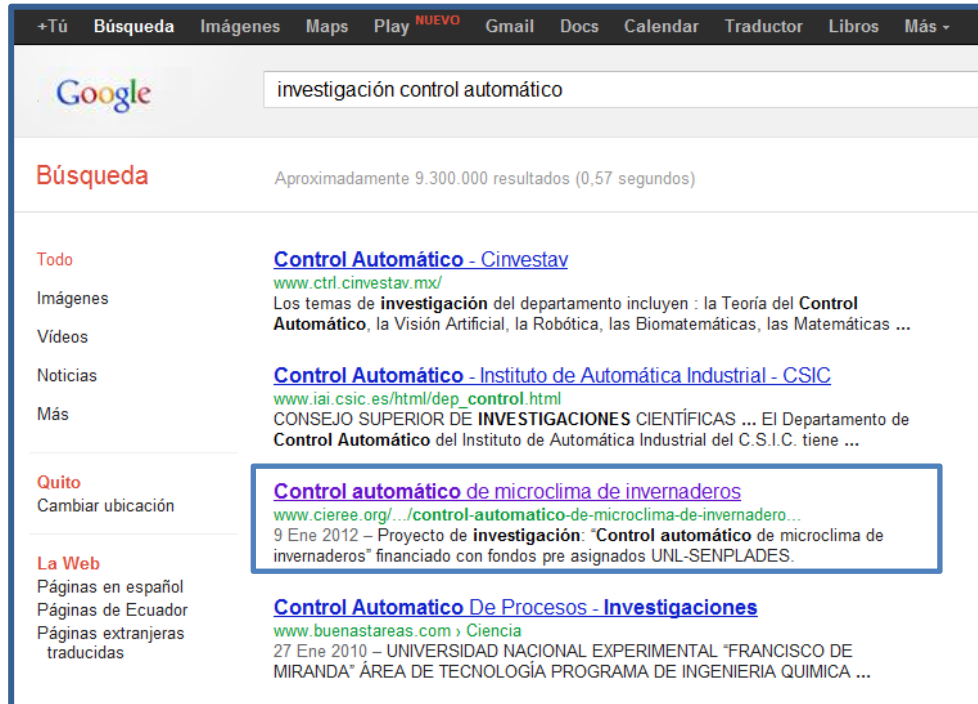 +Tú Búsqueda Imágenes Maps Play NUEVO Gmail Docs Calendar Traductor Libros Más
Google
investigación control automático
Búsqueda
Aproximadamente 9.300.000 resultados (0,57 segundos)
Todo
Imágenes
Vídeos
Noticias
Más
Quito
Cambiar ubicación
La Web
Páginas en español
Páginas de Ecuador
Páginas extranjeras
traducidas
Control Automático - Cinvestav
www.ctrl.cinvestav.mx/
Los temas de investigación del departamento incluyen : la Teoría del Control
Automático, la Visión Artificial, la Robótica, las Biomatemáticas, las Matemáticas ...
Control Automático - Instituto de Automática Industrial - CSIC
www.iai.csic.es/html/dep_control.html
CONSEJO SUPERIOR DE INVESTIGACIONES CIENTÍFICAS ... El Departamento de
Control Automático del Instituto de Automática Industrial del C.S.I.C. tiene ...
Control automático de microclima de invernaderos
www.cieree.org/.../control-automatico-de-microclima-de-invernadero...
9 Ene 2012 – Proyecto de investigación: “Control automático de microclima de
invernaderos” financiado con fondos pre asignados UNL-SENPLADES.
Control Automatico De Procesos - Investigaciones
www.buenastareas.com › Ciencia
27 Ene 2010 – UNIVERSIDAD NACIONAL EXPERIMENTAL “FRANCISCO DE
MIRANDA” ÁREA DE TECNOLOGÍA PROGRAMA DE INGENIERIA QUIMICA ...